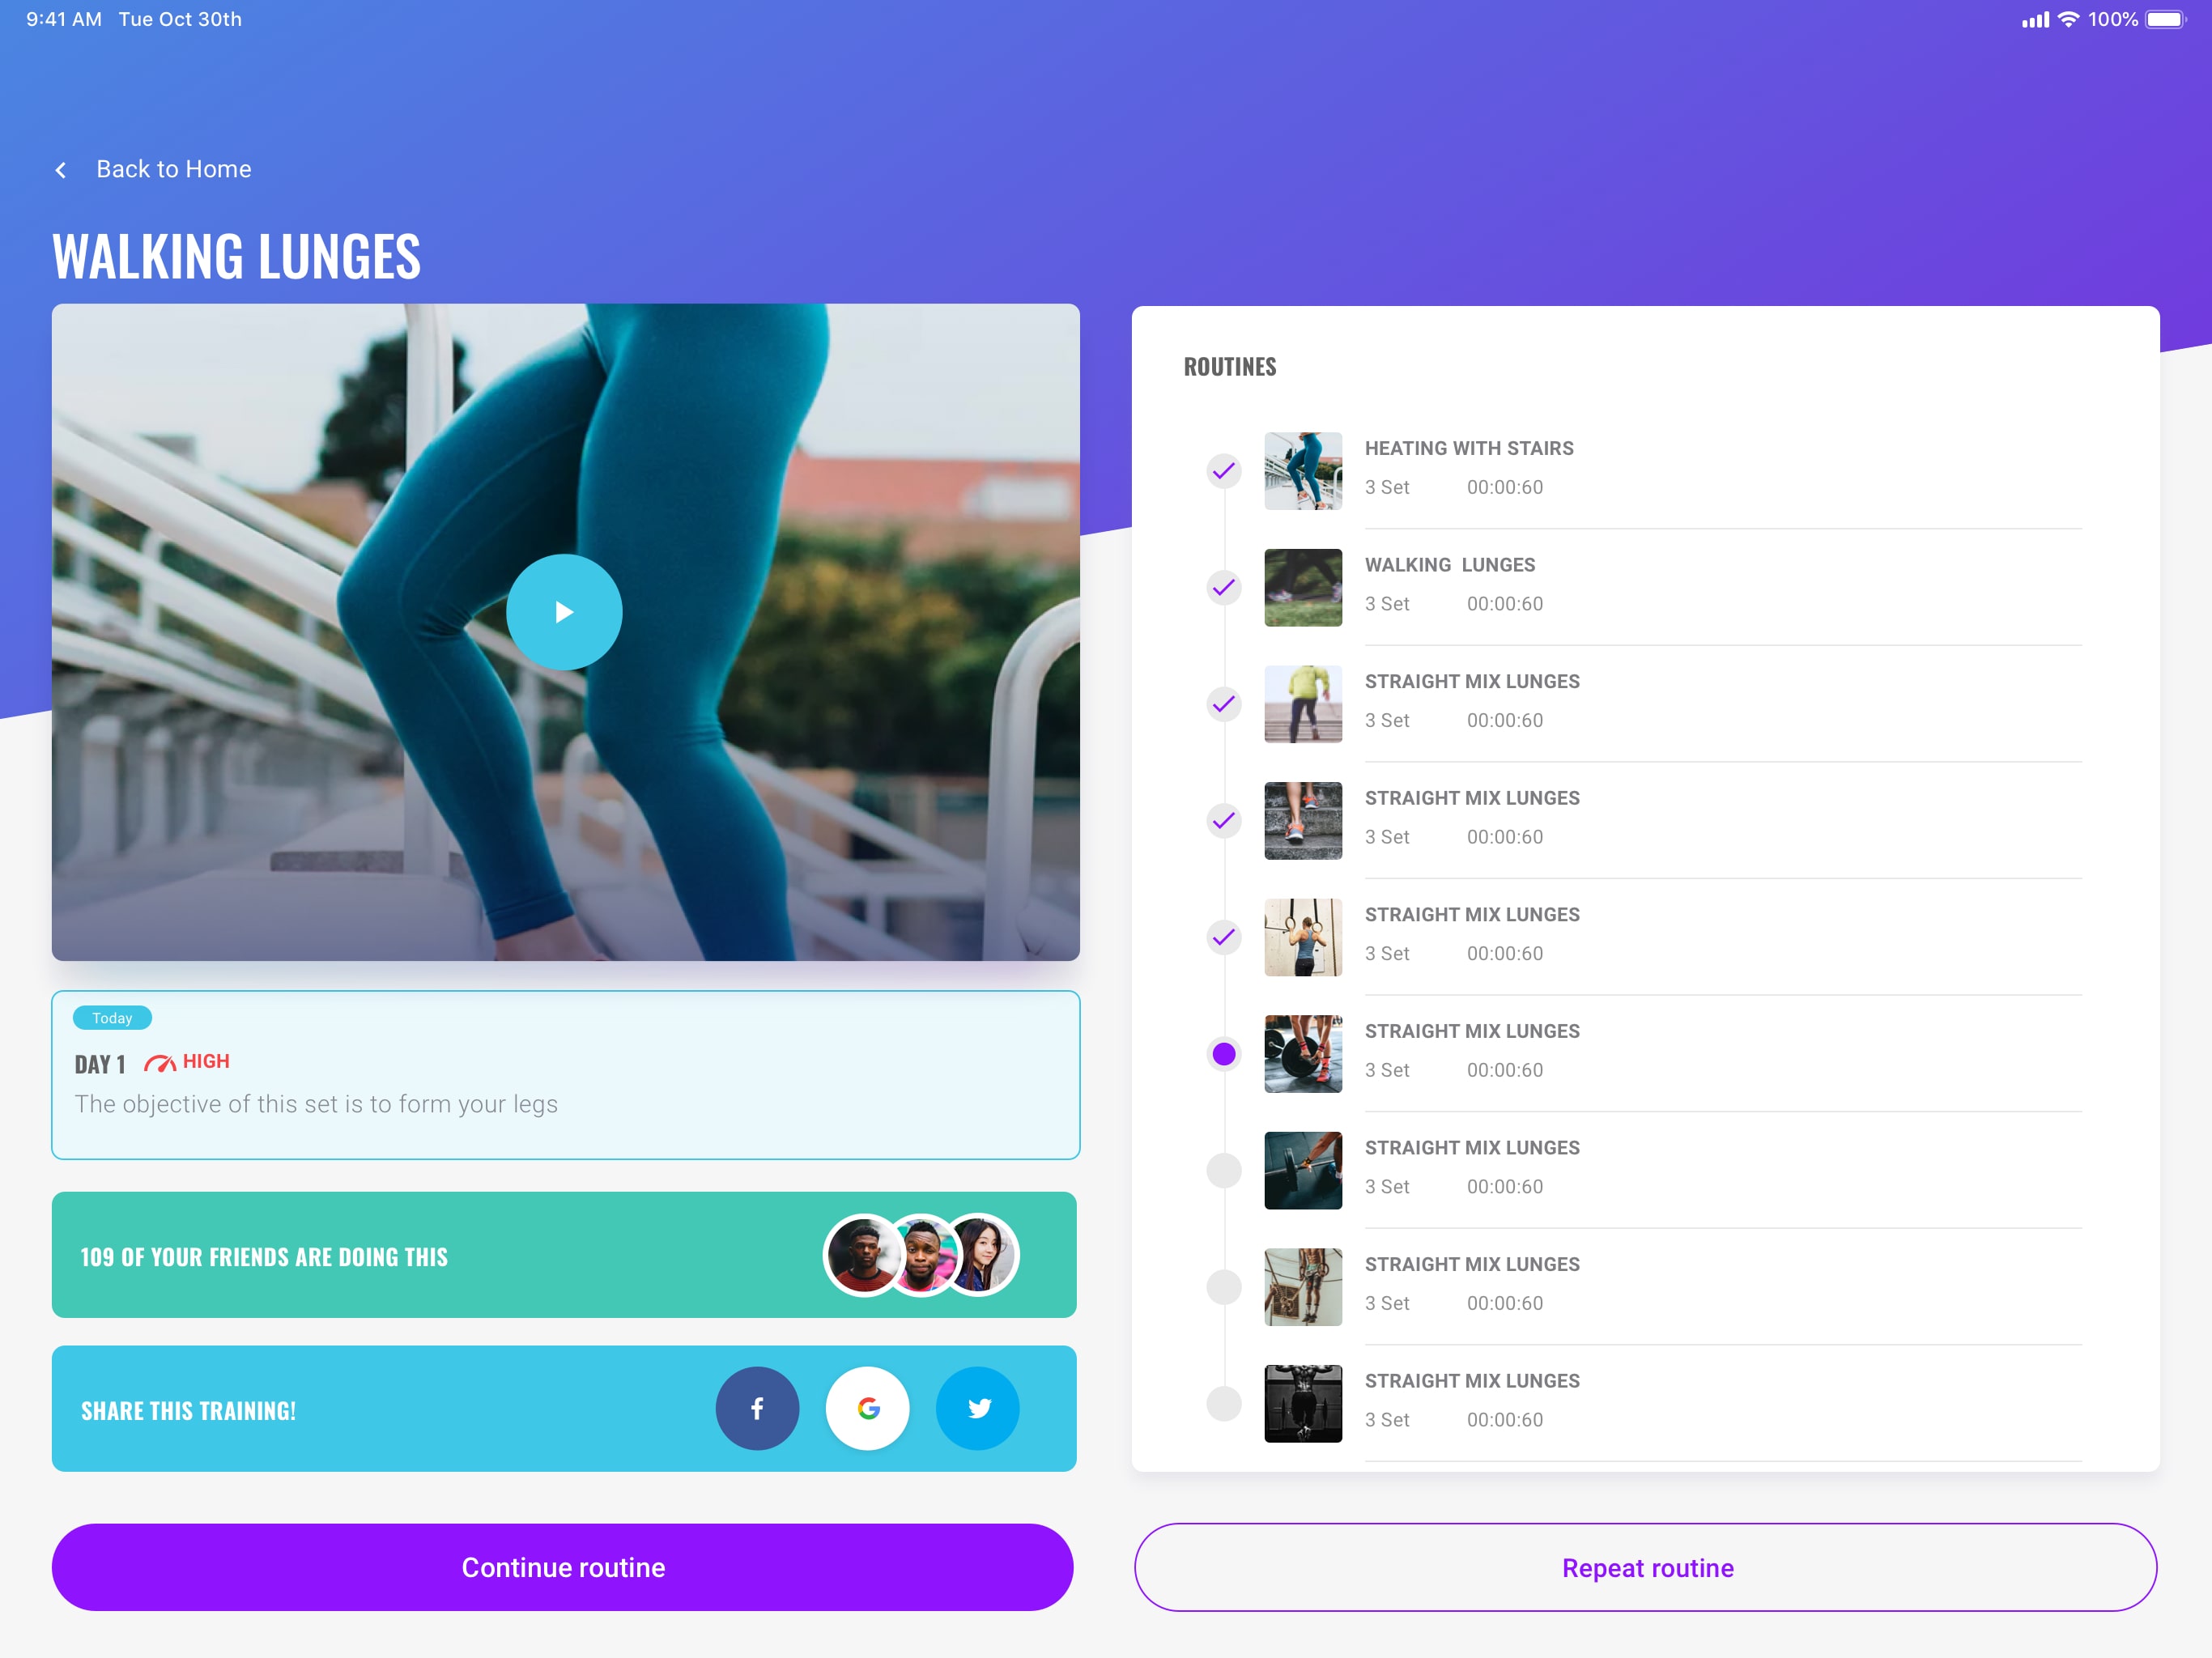 9:41 AM Tue Oct 30th
100%
Back to Home
WALKING LUNGES
Today
DAY 1
HIGH
The objective of this set is to form your legs
109 OF YOUR FRIENDS ARE DOING THIS
SHARE THIS TRAINING!
ROUTINES
HEATING WITH STAIRS
3 Set 00:00:60
WALKING LUNGES
3 Set 00:00:60
STRAIGHT MIX LUNGES
3 Set 00:00:60
STRAIGHT MIX LUNGES
3 Set 00:00:60
STRAIGHT MIX LUNGES
3 Set 00:00:60
STRAIGHT MIX LUNGES
3 Set 00:00:60
STRAIGHT MIX LUNGES
3 Set 00:00:60
STRAIGHT MIX LUNGES
3 Set 00:00:60
STRAIGHT MIX LUNGES
3 Set 00:00:60
Continue routine
Repeat routine